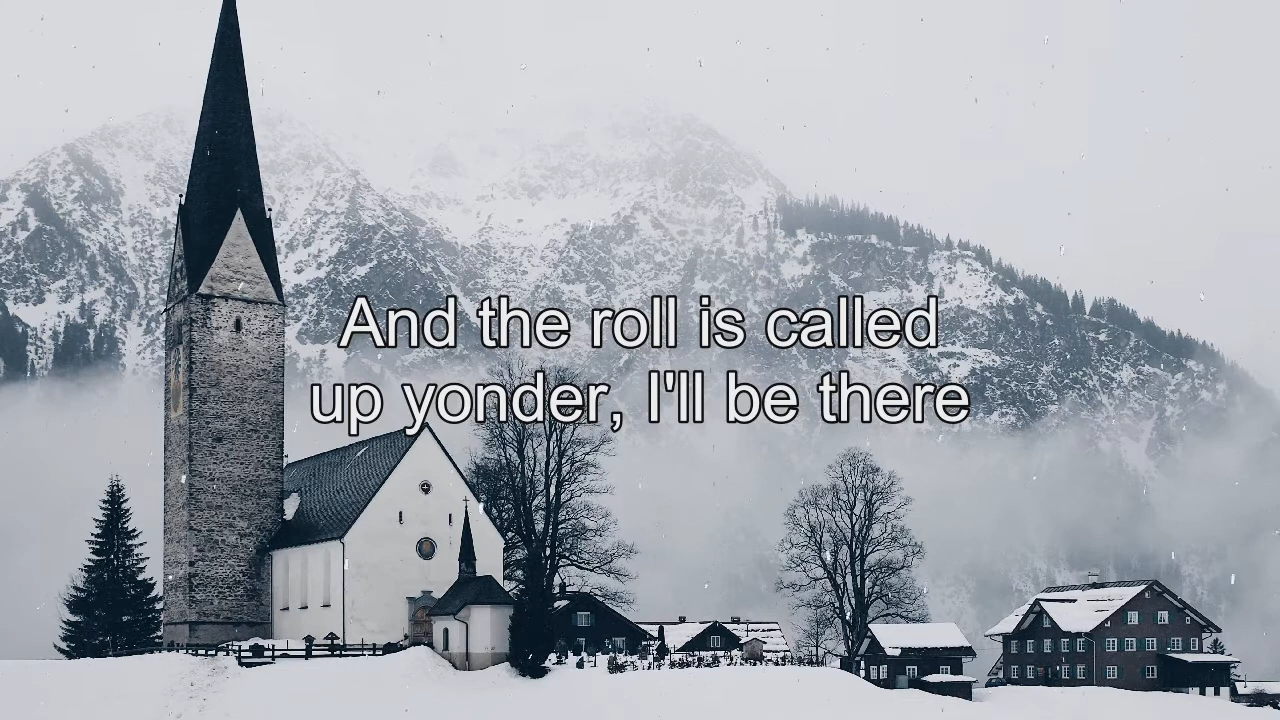 And the roll is called
up yonder, I'll be there